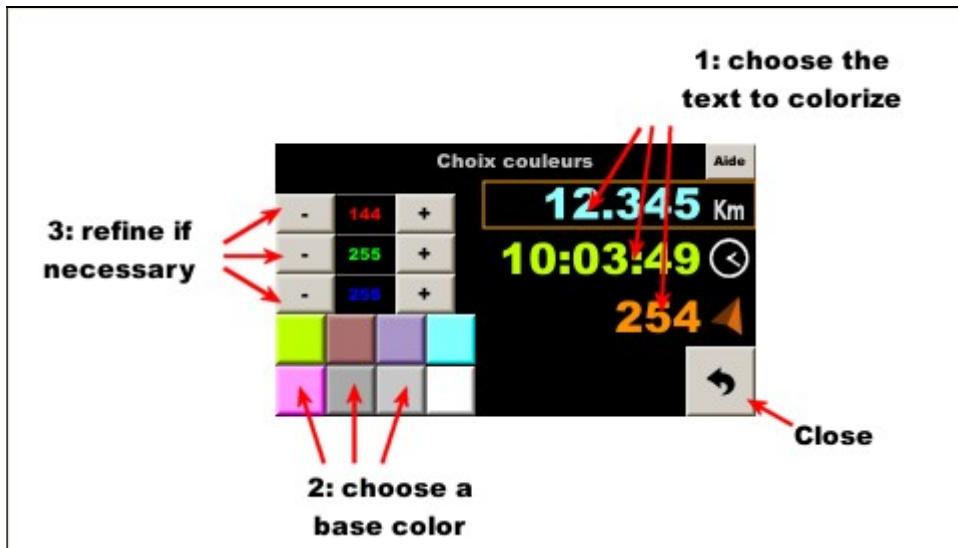 1: choose the
text to colorize
Choix couleurs
Aide
12.345 Km
- 144 +
3: refine if
necessary
- 255 +
10:03:49
- 255 +
254
Close
2: choose a
base color